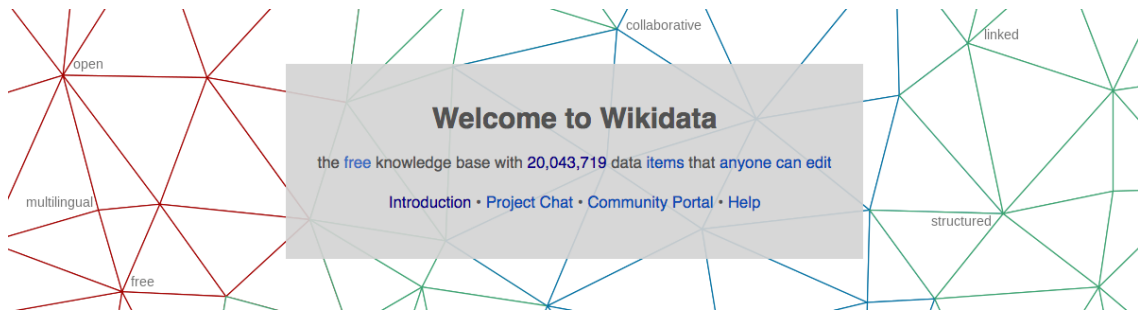 collaborative
linked
open
Welcome to Wikidata
the free knowledge base with 20,043,719 data items that anyone can edit
Introduction • Project Chat • Community Portal • Help
multilingual
structured
free